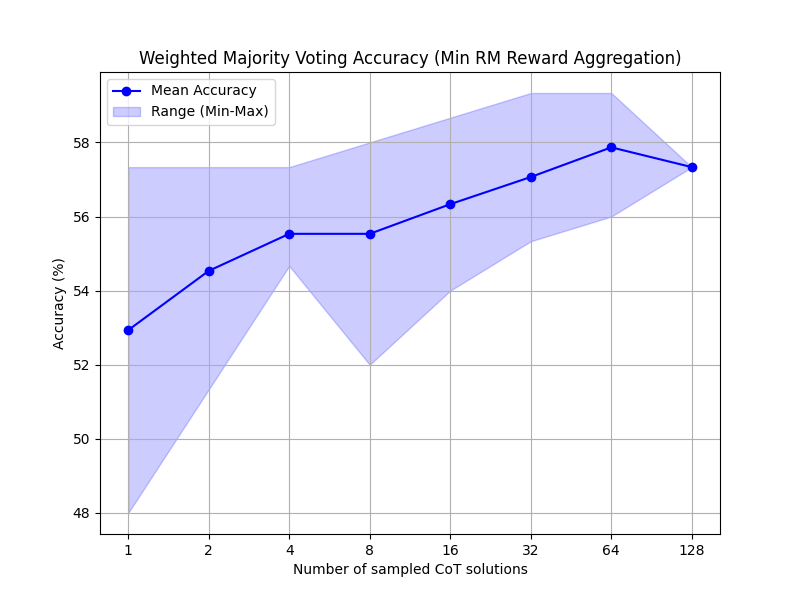 Weighted Majority Voting Accuracy (Min RM Reward Aggregation)
Mean Accuracy
Range (Min-Max)
58
56
54
52
50
48
Accuracy (%)
1 2 4 8 16 32 64 128
Number of sampled CoT solutions